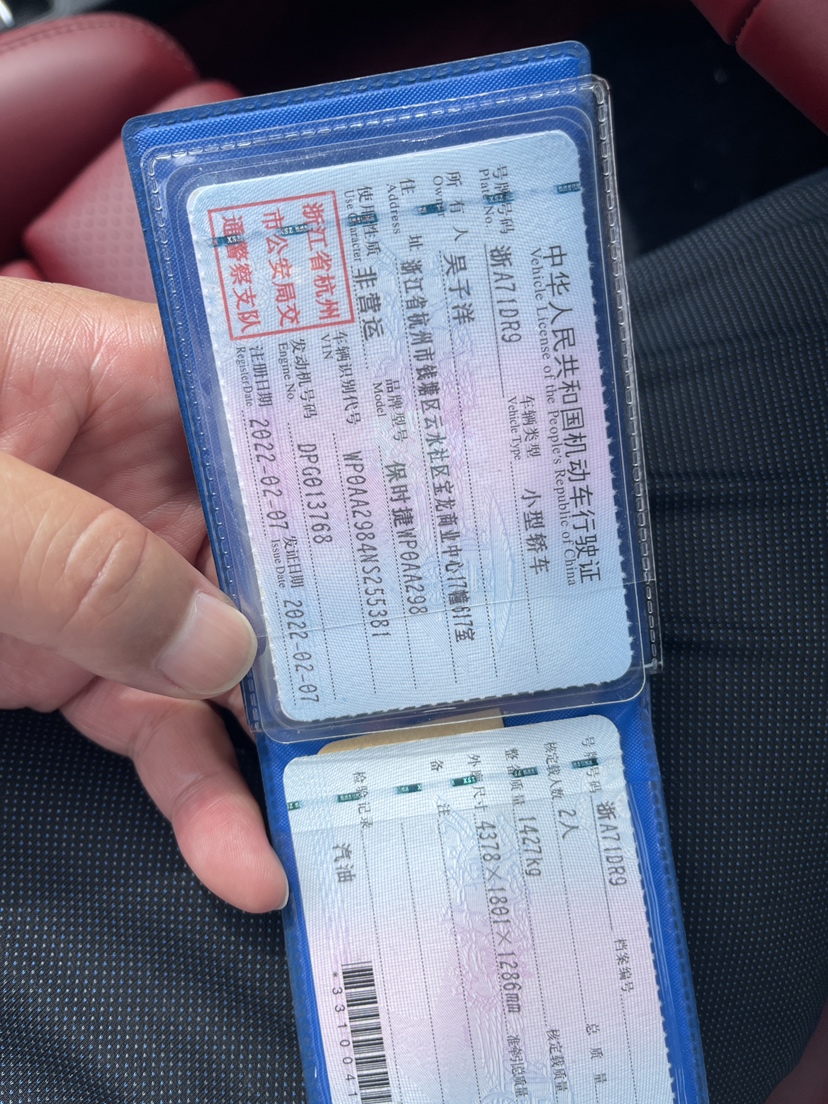 中华人民共和国机动车行驶证
Vehicle License of the People's Republic of China
号牌号码 浙A71DR9 车辆类型 小型轿车
Plate No. Vehicle Type
所有人 吴子洋
Owner
住址 浙江省杭州市钱塘区云水社区宝龙商业中心17幢617室
Address
使用性质 非营运 品牌型号 保时捷WP0AA298
Use Character Model
浙江省杭州
市公安局交
通警察支队
车辆识别代号 WP0AA2984NS255381
VIN
发动机号码 DPG013768
Engine No.
注册日期 2022-02-07 发证日期 2022-02-07
Register Date Issue Date
号牌号码 浙A71DR9 档案编号
核定载人数 2人 总质量
整备质量 1427kg 核定载质量
外廓尺寸 4378×1801×1286mm 准牵引总质量
备注
检验记录 汽油
*3310041